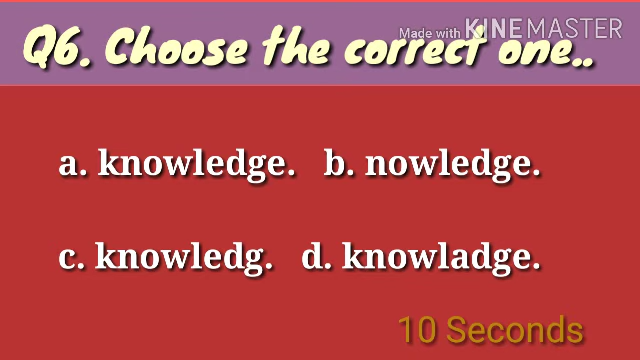 Made with KINEMASTER
Q6. Choose the correct one..
a. knowledge. b. nowledge.
c. knowledg. d. knowladge.
10 Seconds